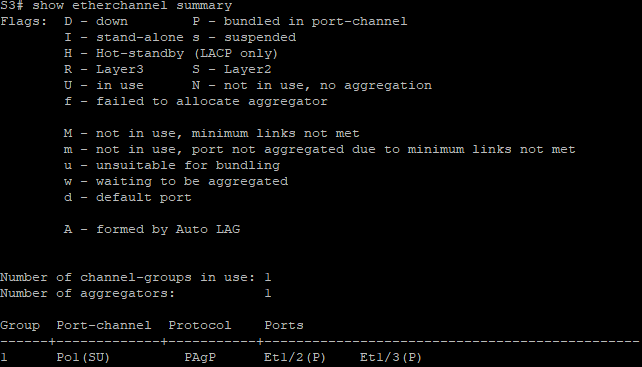 S3# show etherchannel summary
Flags:  D - down        P - bundled in port-channel
        I - stand-alone s - suspended
        H - Hot-standby (LACP only)
        R - Layer3      S - Layer2
        U - in use      N - not in use, no aggregation
        f - failed to allocate aggregator

        M - not in use, minimum links not met
        m - not in use, port not aggregated due to minimum links not met
        u - unsuitable for bundling
        w - waiting to be aggregated
        d - default port

        A - formed by Auto LAG


Number of channel-groups in use: 1
Number of aggregators:           1

Group  Port-channel  Protocol    Ports
------+-------------+-----------+-----------------------------------------------
1      Po1(SU)         PAgP      Et1/2(P)    Et1/3(P)